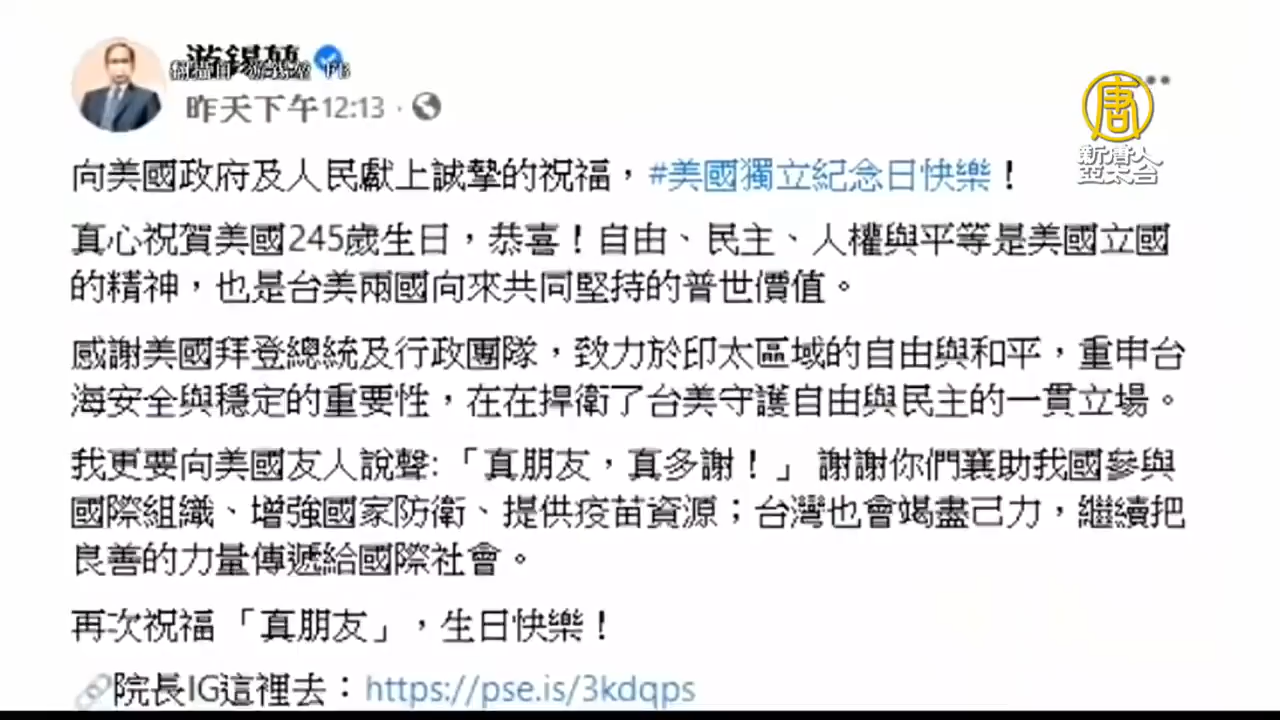 游錫堃
翻攝自 游錫堃 FB
昨天下午12:13 ·
唐
新唐人
亞太台
向美國政府及人民獻上誠摯的祝福，#美國獨立紀念日快樂！
真心祝賀美國245歲生日，恭喜！自由、民主、人權與平等是美國立國
的精神，也是台美兩國向來共同堅持的普世價值。
感謝美國拜登總統及行政團隊，致力於印太區域的自由與和平，重申台
海安全與穩定的重要性，在在捍衛了台美守護自由與民主的一貫立場。
我更要向美國友人說聲:「真朋友，真多謝！」 謝謝你們襄助我國參與
國際組織、增強國家防衛、提供疫苗資源；台灣也會竭盡己力，繼續把
良善的力量傳遞給國際社會。
再次祝福「真朋友」，生日快樂！
院長IG這裡去：https://pse.is/3kdqps